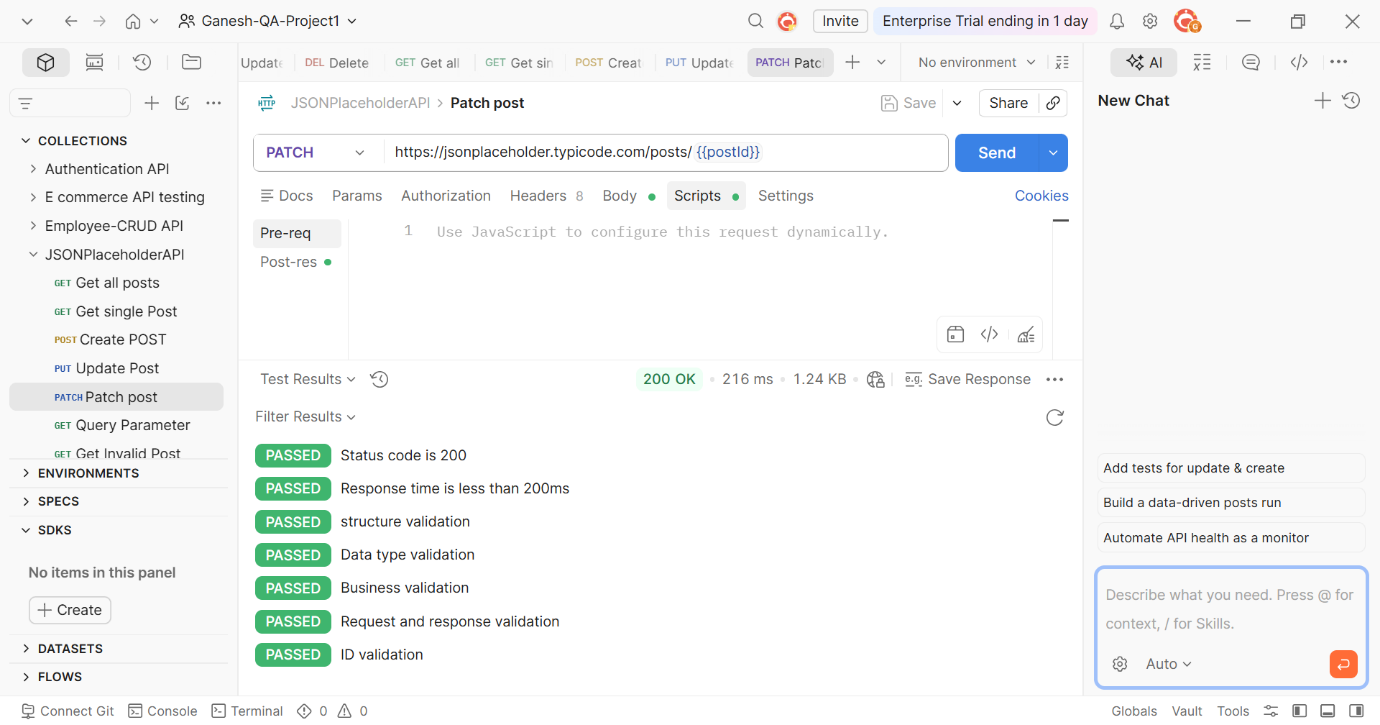 Ganesh-QA-Project1
Invite
Enterprise Trial ending in 1 day
Update
DEL Delete
GET Get all
GET Get sin
POST Creat
PUT Update
PATCH Patch
No environment
AI
JSONPlaceholderAPI > Patch post
Save
Share
New Chat
COLLECTIONS
Authentication API
E commerce API testing
Employee-CRUD API
JSONPlaceholderAPI
GET Get all posts
GET Get single Post
POST Create POST
PUT Update Post
PATCH Patch post
GET Query Parameter
GET Get Invalid Post
ENVIRONMENTS
SPECS
SDKS
No items in this panel
Create
DATASETS
FLOWS
HTTP
PATCH
https://jsonplaceholder.typicode.com/posts/ {{postId}}
Send
Docs Params Authorization Headers 8 Body Scripts Settings
Cookies
Pre-req
Post-res
1 Use JavaScript to configure this request dynamically.
Test Results
200 OK • 216 ms • 1.24 KB
e.g. Save Response
Filter Results
PASSED Status code is 200
PASSED Response time is less than 200ms
PASSED structure validation
PASSED Data type validation
PASSED Business validation
PASSED Request and response validation
PASSED ID validation
Add tests for update & create
Build a data-driven posts run
Automate API health as a monitor
Describe what you need. Press @ for
context, / for Skills.
Auto
Connect Git
Console
Terminal
0
0
Globals
Vault
Tools